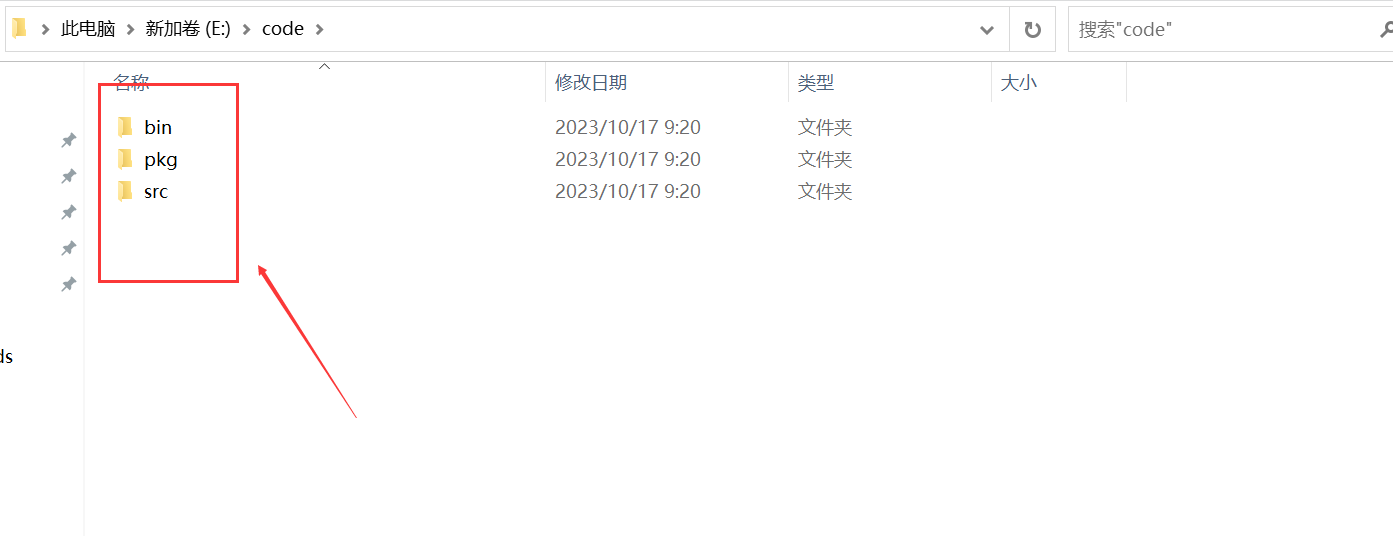 此电脑 新加卷 (E:) code 搜索"code"
名称 修改日期 类型 大小
bin 2023/10/17 9:20 文件夹
pkg 2023/10/17 9:20 文件夹
src 2023/10/17 9:20 文件夹
ds